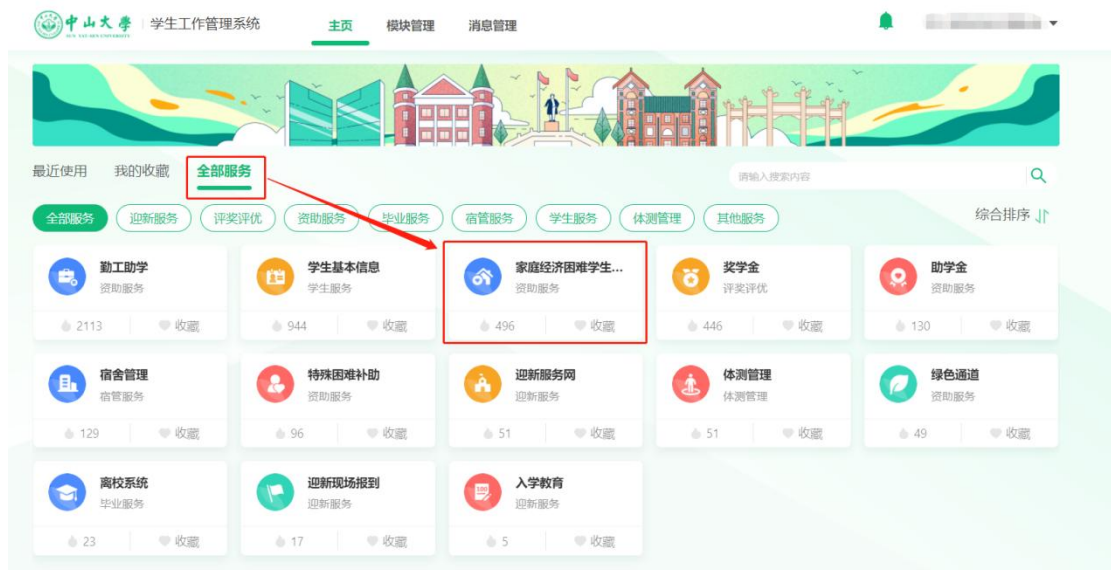 中山大學 学生工作管理系统 主页 模块管理 消息管理
SUN YAT-SEN UNIVERSITY
最近使用 我的收藏 全部服务 请输入搜索内容
全部服务 迎新服务 评奖评优 资助服务 毕业服务 宿管服务 学生服务 体测管理 其他服务 综合排序
勤工助学 学生基本信息 家庭经济困难学生... 奖学金 助学金
资助服务 学生服务 资助服务 评奖评优 资助服务
2113 收藏 944 收藏 496 收藏 446 收藏 130 收藏
宿舍管理 特殊困难补助 迎新服务网 体测管理 绿色通道
宿管服务 资助服务 迎新服务 体测管理 资助服务
129 收藏 96 收藏 51 收藏 51 收藏 49 收藏
离校系统 迎新现场报到 入学教育
毕业服务 迎新服务 迎新服务
23 收藏 17 收藏 5 收藏